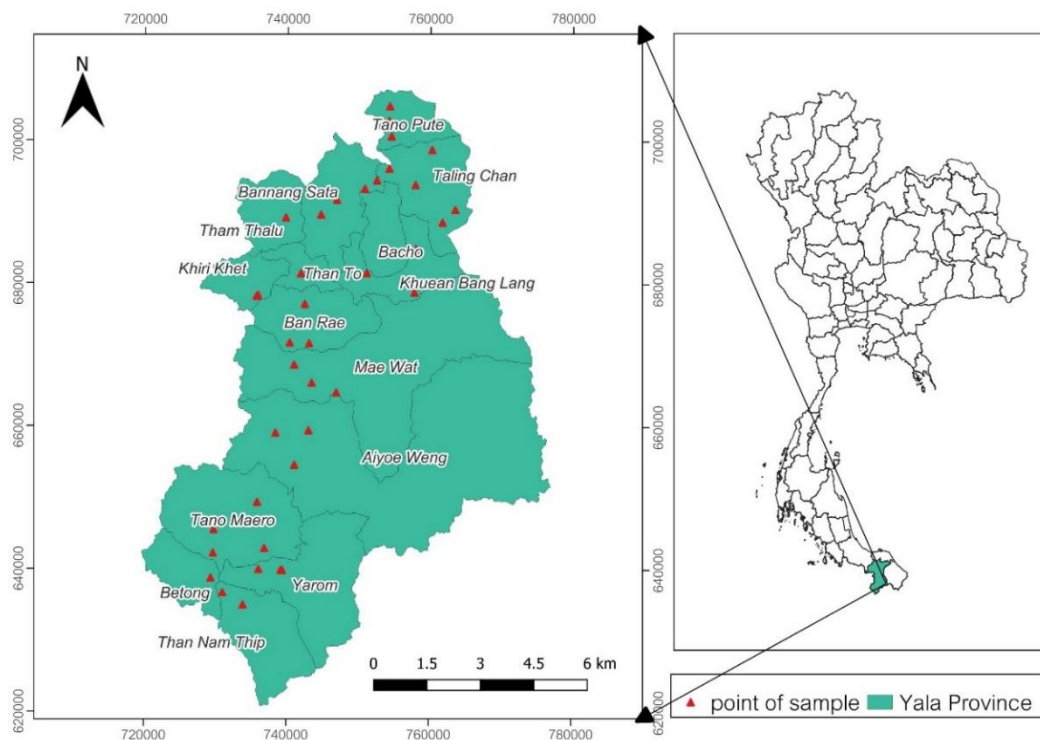 720000 740000 760000 780000
N
700000
680000
660000
640000
620000
Tano Pute
Taling Chan
Bannang Sata
Tham Thalu
Bacho
Khiri Khet
Than To
Khuean Bang Lang
Ban Rae
Mae Wat
Aiyoe Weng
Tano Maero
Betong
Yarom
Than Nam Thip
0 1.5 3 4.5 6 km
700000
680000
660000
640000
620000
720000 740000 760000 780000
point of sample Yala Province